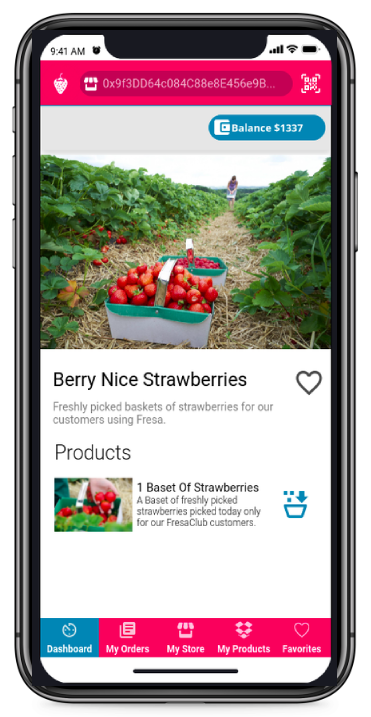 9:41 AM
0x9f3DD64c084C88e8E456e9B...
Balance $1337
Berry Nice Strawberries
Freshly picked baskets of strawberries for our
customers using Fresa.
Products
1 Baset Of Strawberries
A Baset of freshly picked
strawberries picked today only
for our FresaClub customers.
Dashboard My Orders My Store My Products Favorites